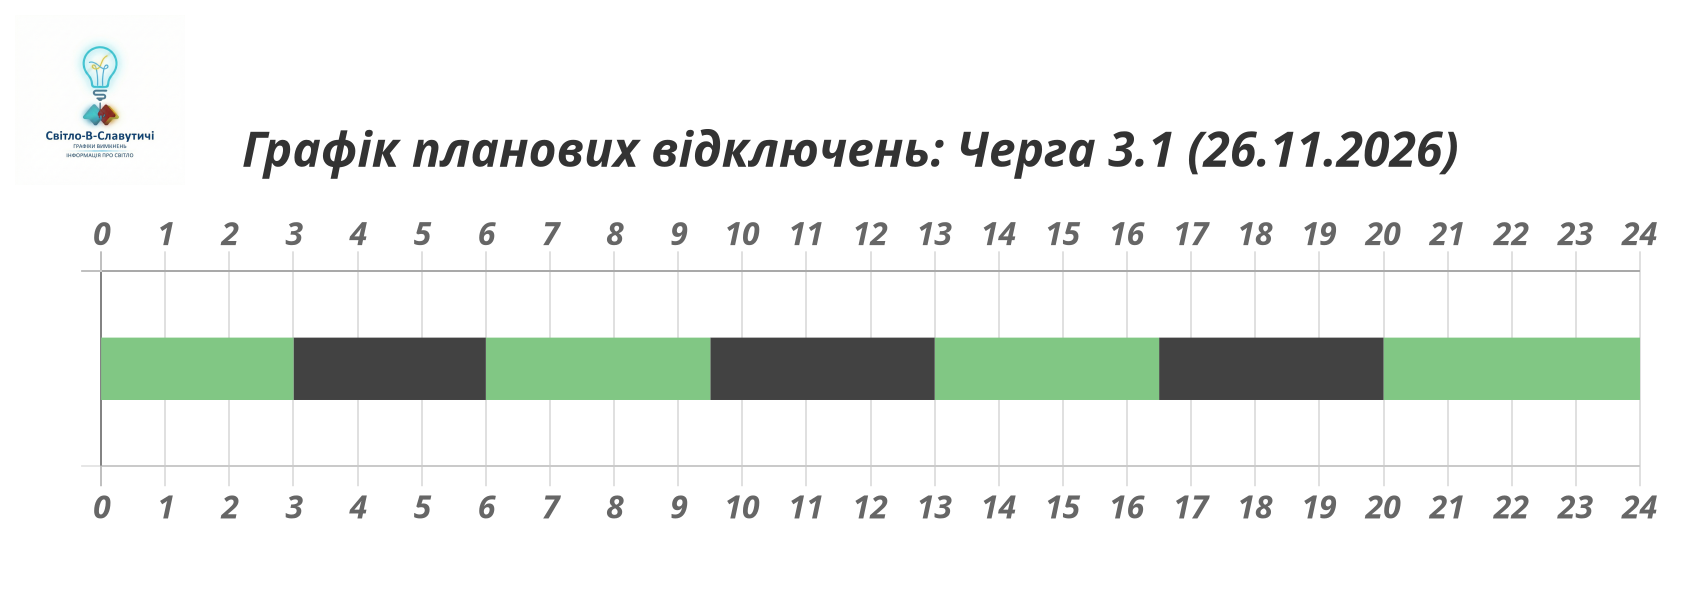 Світло-В-Славутичі
ГРАФІКИ ВИМКНЕНЬ
ІНФОРМАЦІЯ ПРО СВІТЛО
Графік планових відключень: Черга 3.1 (26.11.2026)
0 1 2 3 4 5 6 7 8 9 10 11 12 13 14 15 16 17 18 19 20 21 22 23 24
0 1 2 3 4 5 6 7 8 9 10 11 12 13 14 15 16 17 18 19 20 21 22 23 24